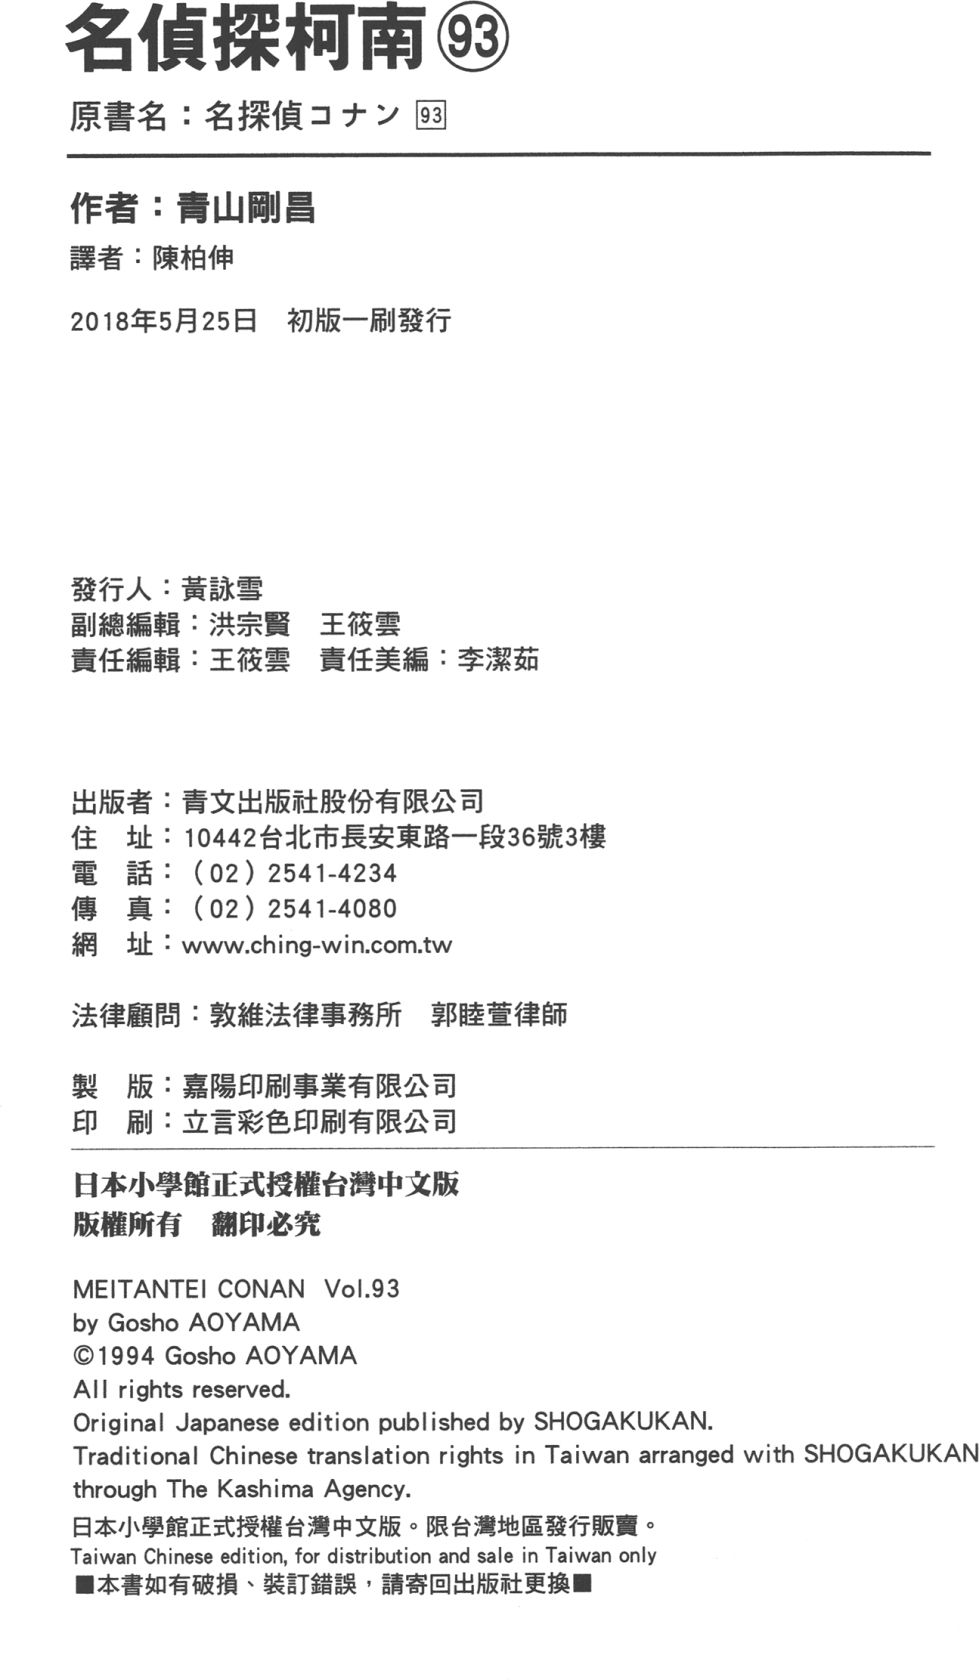 名偵探柯南93
原書名：名探偵コナン 93
作者：青山剛昌
譯者：陳柏伸
2018年5月25日　初版一刷發行
發行人：黃詠雪
副總編輯：洪宗賢　王筱雲
責任編輯：王筱雲　責任美編：李潔茹
出版者：青文出版社股份有限公司
住　址：10442台北市長安東路一段36號3樓
電　話：（02）2541-4234
傳　真：（02）2541-4080
網　址：www.ching-win.com.tw
法律顧問：敦維法律事務所　郭睦萱律師
製　版：嘉陽印刷事業有限公司
印　刷：立言彩色印刷有限公司
日本小學館正式授權台灣中文版
版權所有　翻印必究
MEITANTEI CONAN Vol.93
by Gosho AOYAMA
©1994 Gosho AOYAMA
All rights reserved.
Original Japanese edition published by SHOGAKUKAN.
Traditional Chinese translation rights in Taiwan arranged with SHOGAKUKAN
through The Kashima Agency.
日本小學館正式授權台灣中文版。限台灣地區發行販賣。
Taiwan Chinese edition, for distribution and sale in Taiwan only
■本書如有破損、裝訂錯誤，請寄回出版社更換■